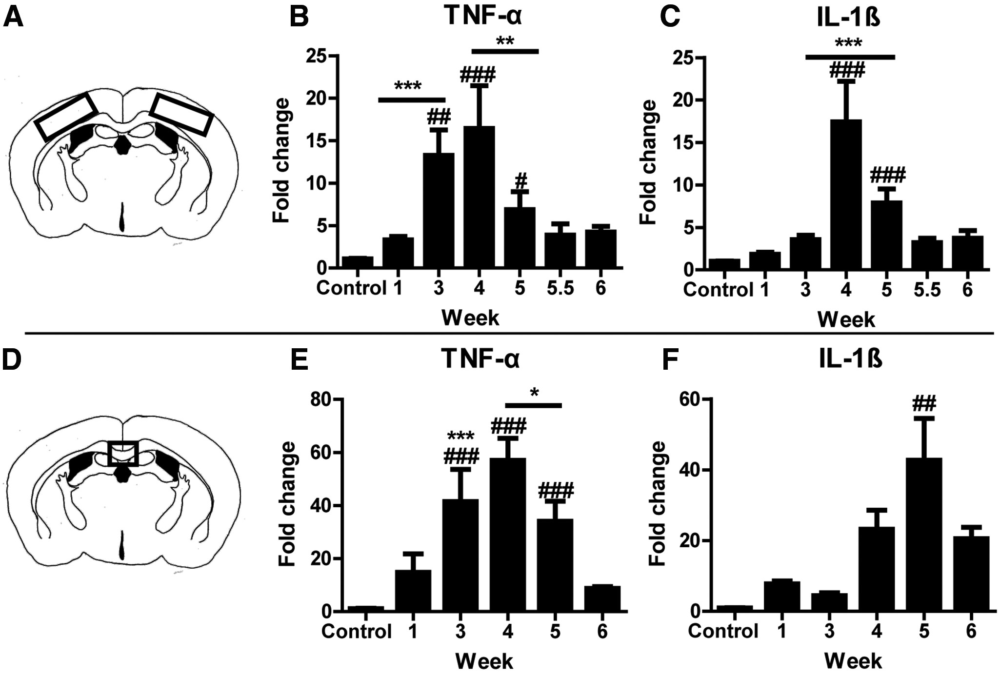 A
B
TNF-α
**
***
###
##
#
25
20
15
10
5
0
Fold change
Control 1 3 4 5 5.5 6
Week
C
IL-1ß
***
###
###
25
20
15
10
5
0
Fold change
Control 1 3 4 5 5.5 6
Week
D
E
TNF-α
*
###
***
###
###
80
60
40
20
0
Fold change
Control 1 3 4 5 6
Week
F
IL-1ß
##
60
40
20
0
Fold change
Control 1 3 4 5 6
Week